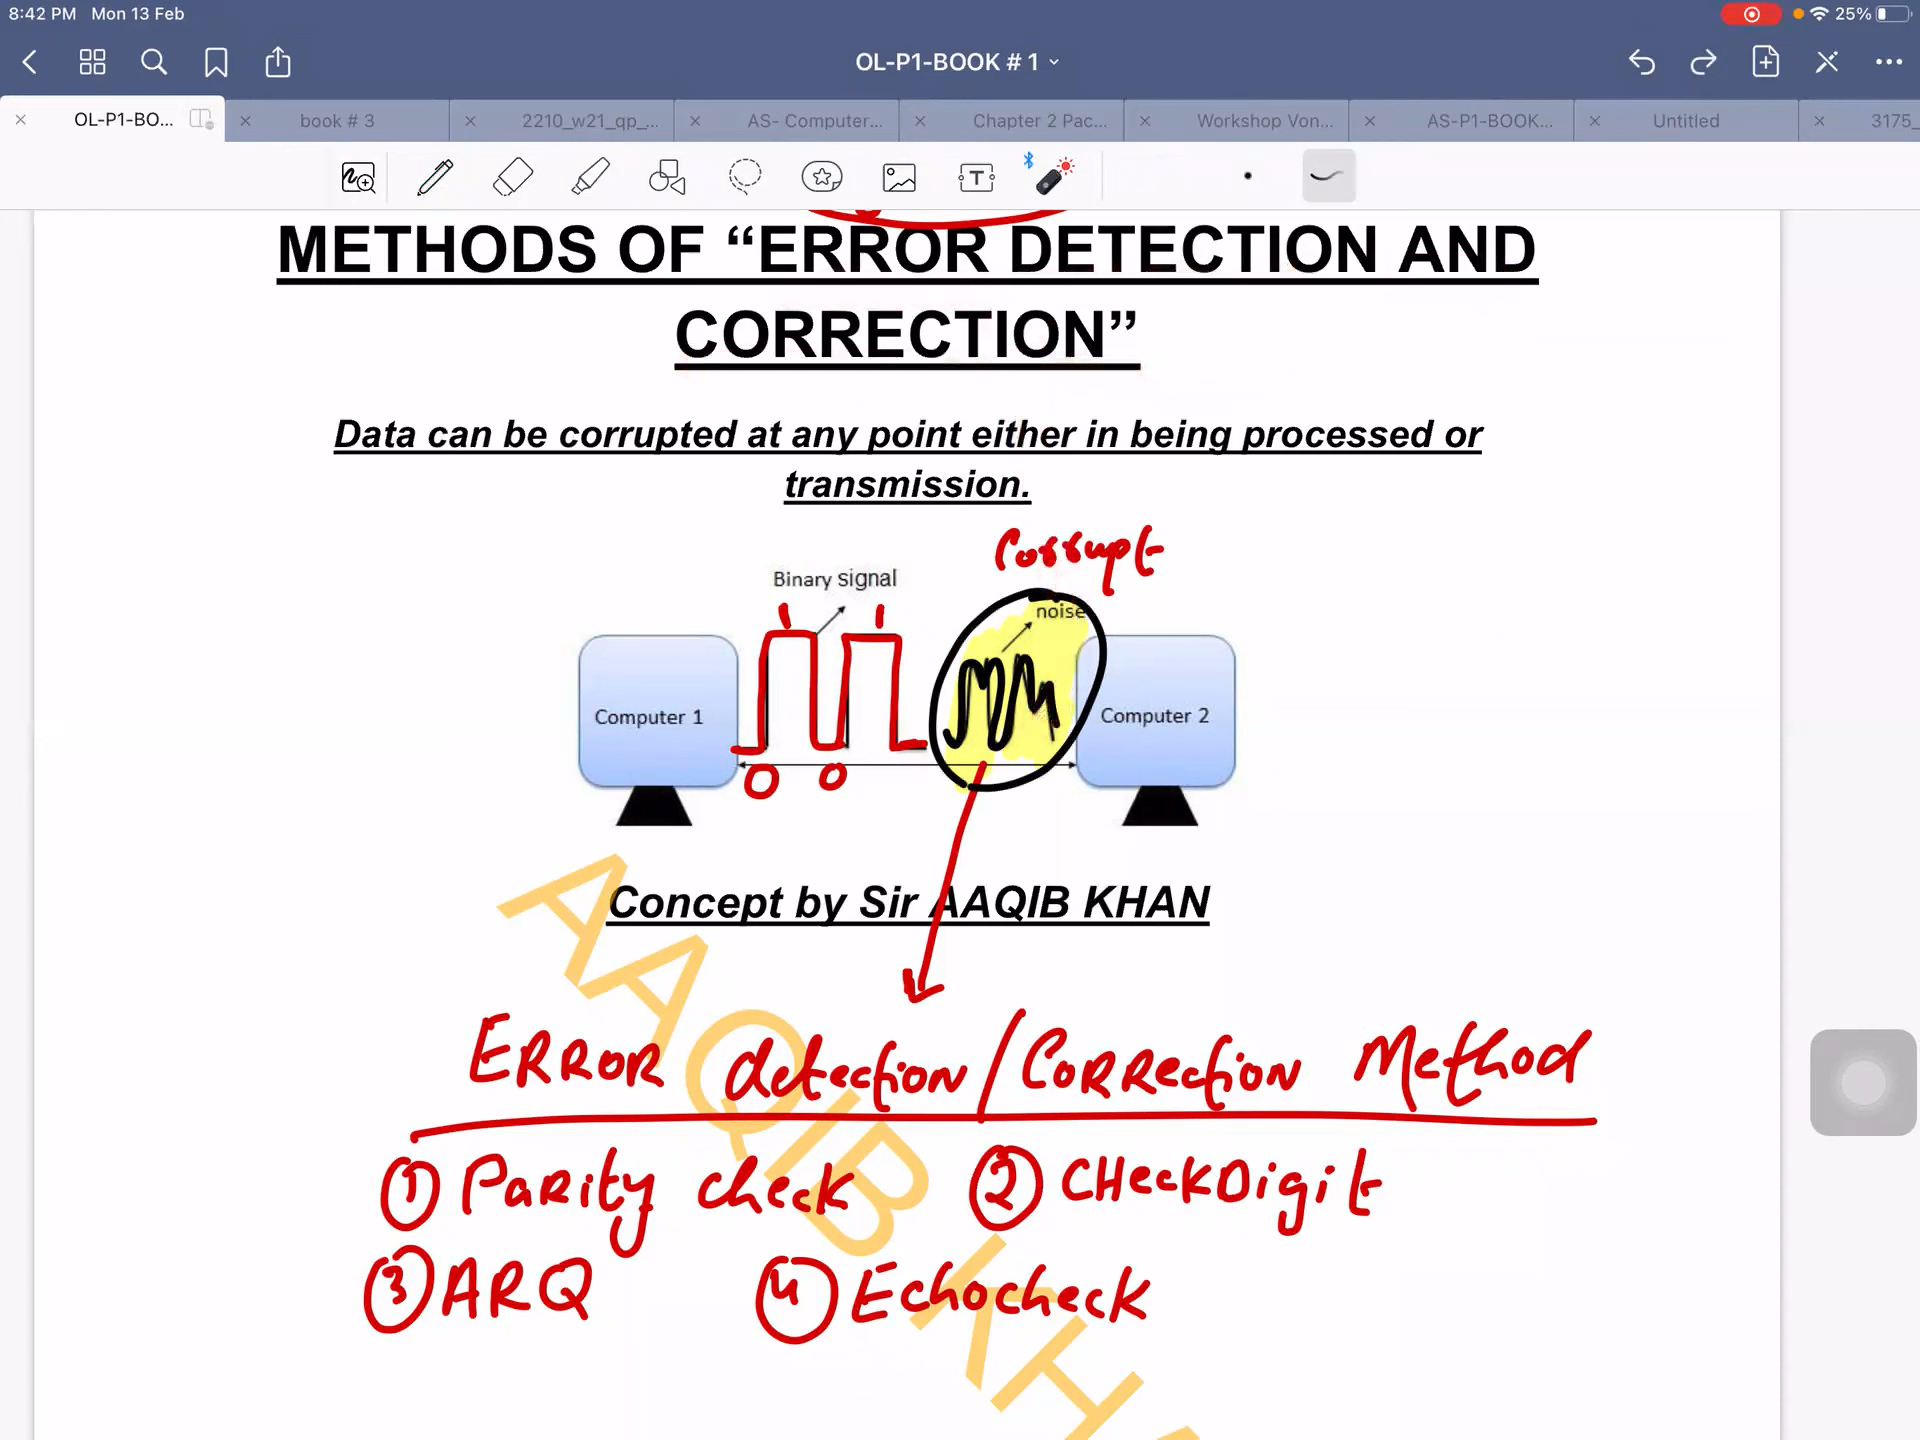 8:42 PM Mon 13 Feb
25%
OL-P1-BOOK # 1
OL-P1-BO...
book # 3
2210_w21_qp_...
AS- Computer...
Chapter 2 Pac...
Workshop Von...
AS-P1-BOOK...
Untitled
3175_
METHODS OF “ERROR DETECTION AND
CORRECTION”
Data can be corrupted at any point either in being processed or
transmission.
Corrupt
Binary signal
noise
1 1
Computer 1
Computer 2
0 0
Concept by Sir AAQIB KHAN
ERROR detection/CORRection Method
① Parity check ② CHeckDigit
③ ARQ ④ Echocheck
AAQIB KHA